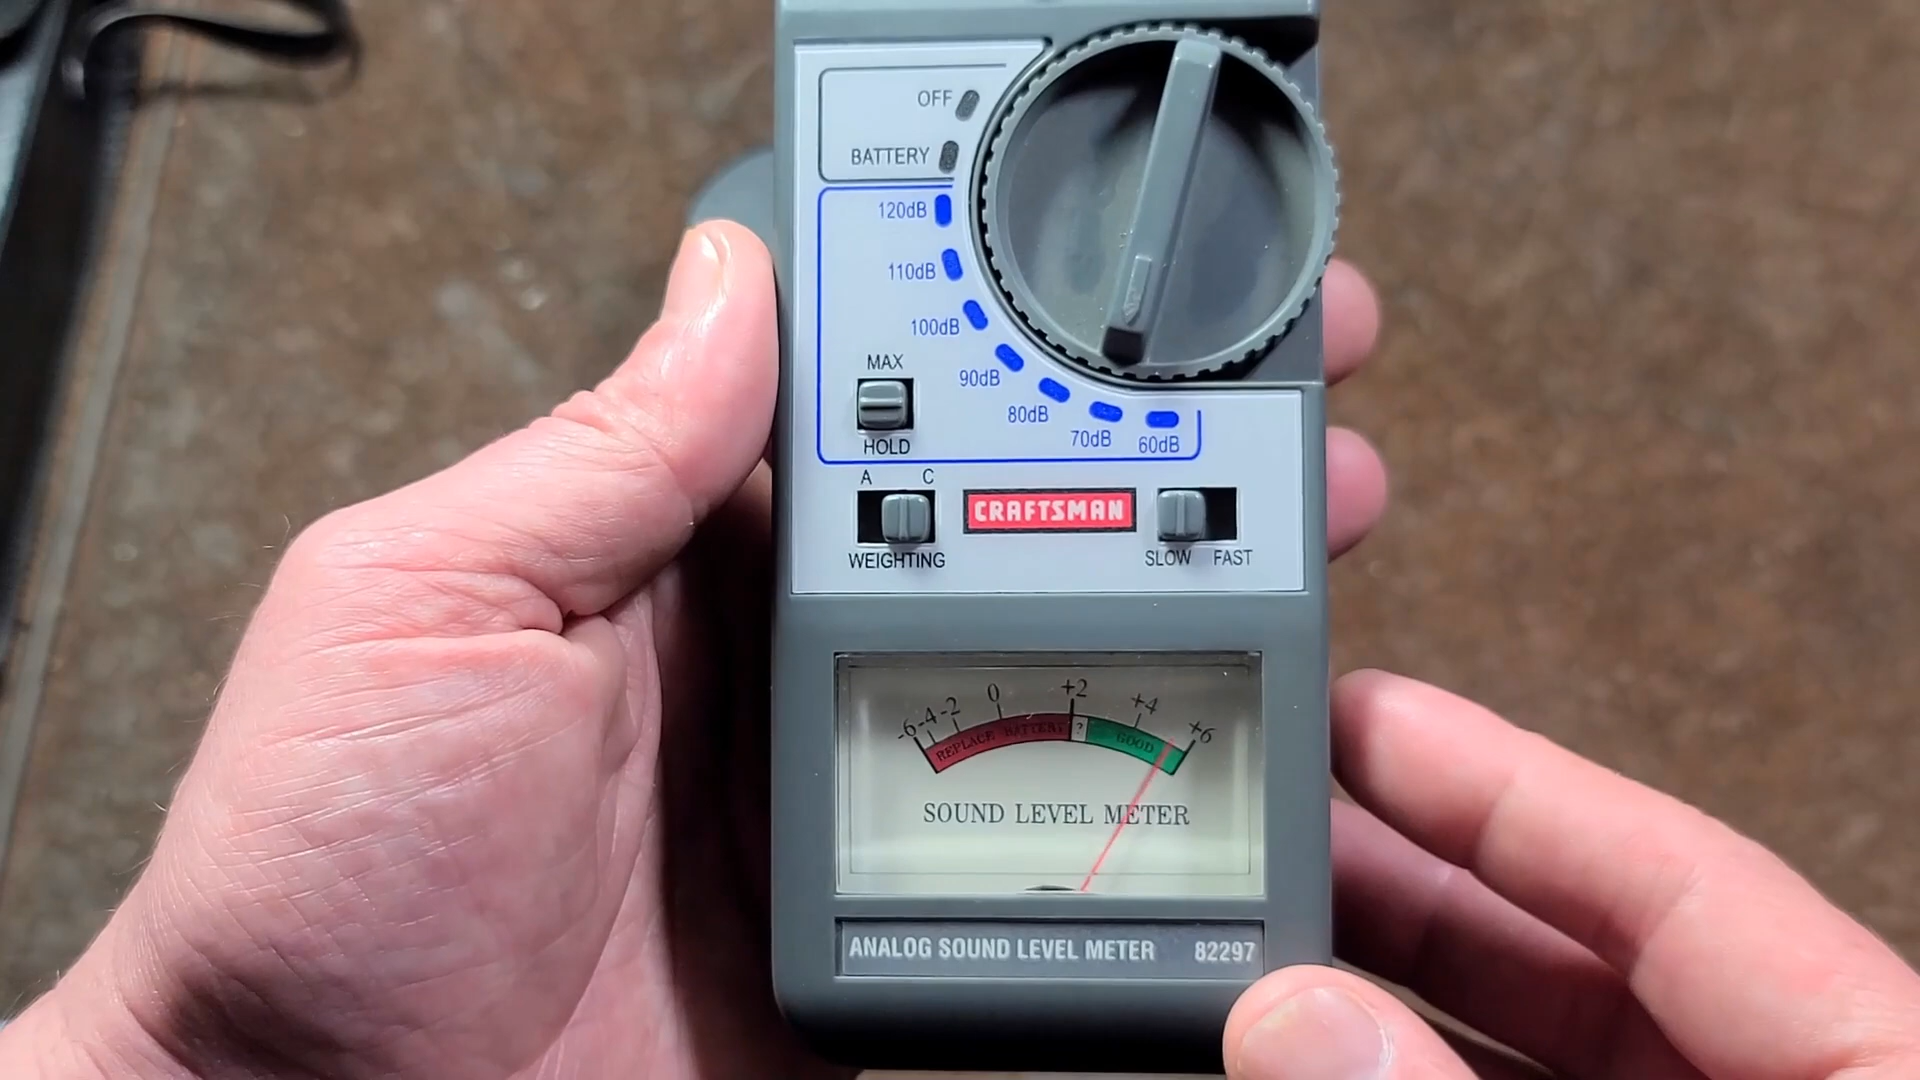 OFF
BATTERY
120dB
110dB
100dB
90dB
80dB
70dB
60dB
MAX
HOLD
A C
WEIGHTING
CRAFTSMAN
SLOW FAST
-6 -4 -2 0 +2 +4 +6
REPLACE BATTERY ? GOOD
SOUND LEVEL METER
ANALOG SOUND LEVEL METER 82297